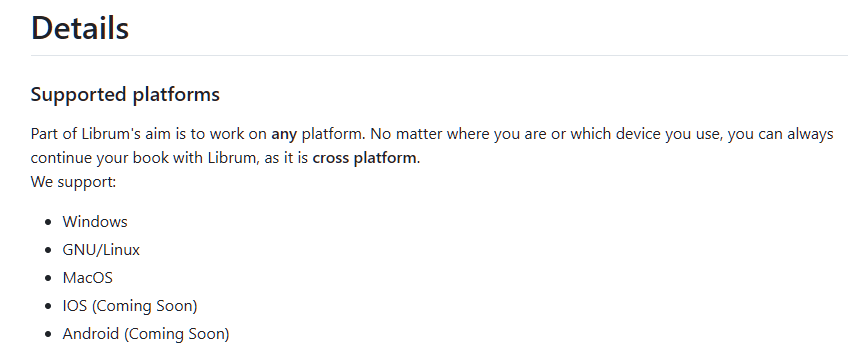 Details
Supported platforms
Part of Librum's aim is to work on any platform. No matter where you are or which device you use, you can always
continue your book with Librum, as it is cross platform.
We support:
Windows
GNU/Linux
MacOS
IOS (Coming Soon)
Android (Coming Soon)